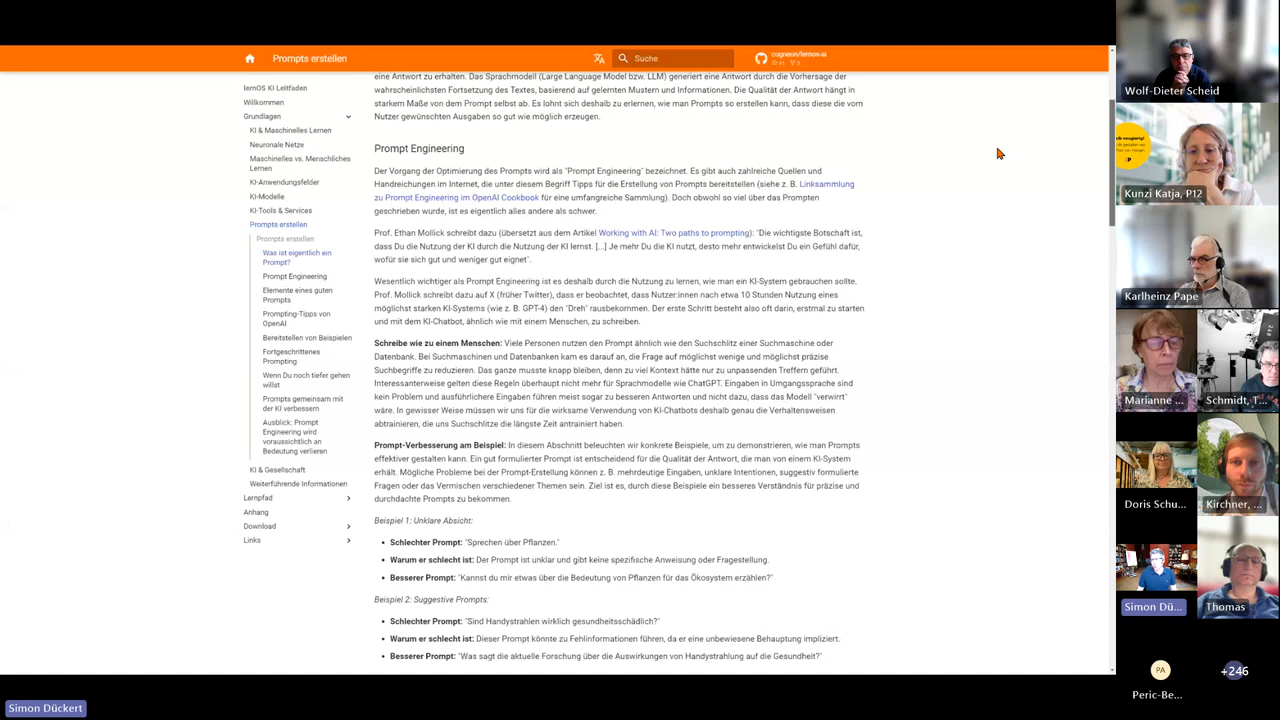 Prompts erstellen
Suche
cogneon/lernos-ai
lernOS KI Leitfaden
Willkommen
Grundlagen
KI & Maschinelles Lernen
Neuronale Netze
Maschinelles vs. Menschliches
Lernen
KI-Anwendungsfelder
KI-Modelle
KI-Tools & Services
Prompts erstellen
Prompts erstellen
Was ist eigentlich ein
Prompt?
Prompt Engineering
Elemente eines guten
Prompts
Prompting-Tipps von
OpenAI
Bereitstellen von Beispielen
Fortgeschrittenes
Prompting
Wenn Du noch tiefer gehen
willst
Prompts gemeinsam mit
der KI verbessern
Ausblick: Prompt
Engineering wird
voraussichtlich an
Bedeutung verlieren
KI & Gesellschaft
Weiterführende Informationen
Lernpfad
Anhang
Download
Links
eine Antwort zu erhalten. Das Sprachmodell (Large Language Model bzw. LLM) generiert eine Antwort durch die Vorhersage der
wahrscheinlichsten Fortsetzung des Textes, basierend auf gelernten Mustern und Informationen. Die Qualität der Antwort hängt in
starkem Maße von dem Prompt selbst ab. Es lohnt sich deshalb zu erlernen, wie man Prompts so erstellen kann, dass diese die vom
Nutzer gewünschten Ausgaben so gut wie möglich erzeugen.
Prompt Engineering
Der Vorgang der Optimierung des Prompts wird als "Prompt Engineering" bezeichnet. Es gibt auch zahlreiche Quellen und
Handreichungen im Internet, die unter diesem Begriff Tipps für die Erstellung von Prompts bereitstellen (siehe z. B. Linksammlung
zu Prompt Engineering im OpenAI Cookbook für eine umfangreiche Sammlung). Doch obwohl so viel über das Prompten
geschrieben wurde, ist es eigentlich alles andere als schwer.
Prof. Ethan Mollick schreibt dazu (übersetzt aus dem Artikel Working with AI: Two paths to prompting): "Die wichtigste Botschaft ist,
dass Du die Nutzung der KI durch die Nutzung der KI lernst. [...] Je mehr Du die KI nutzt, desto mehr entwickelst Du ein Gefühl dafür,
wofür sie sich gut und weniger gut eignet".
Wesentlich wichtiger als Prompt Engineering ist es deshalb durch die Nutzung zu lernen, wie man ein KI-System gebrauchen sollte.
Prof. Mollick schreibt dazu auf X (früher Twitter), dass er beobachtet, dass Nutzer:innen nach etwa 10 Stunden Nutzung eines
möglichst starken KI-Systems (wie z. B. GPT-4) den "Dreh" rausbekommen. Der erste Schritt besteht also oft darin, erstmal zu starten
und mit dem KI-Chatbot, ähnlich wie mit einem Menschen, zu schreiben.
Schreibe wie zu einem Menschen: Viele Personen nutzen den Prompt ähnlich wie den Suchschlitz einer Suchmaschine oder
Datenbank. Bei Suchmaschinen und Datenbanken kam es darauf an, die Frage auf möglichst wenige und möglichst präzise
Suchbegriffe zu reduzieren. Das ganze musste knapp bleiben, denn zu viel Kontext hätte nur zu unpassenden Treffern geführt.
Interessanterweise gelten diese Regeln überhaupt nicht mehr für Sprachmodelle wie ChatGPT. Eingaben in Umgangssprache sind
kein Problem und ausführlichere Eingaben führen meist sogar zu besseren Antworten und nicht dazu, dass das Modell "verwirrt"
wäre. In gewisser Weise müssen wir uns für die wirksame Verwendung von KI-Chatbots deshalb genau die Verhaltensweisen
abtrainieren, die uns Suchschlitze die längste Zeit antrainiert haben.
Prompt-Verbesserung am Beispiel: In diesem Abschnitt beleuchten wir konkrete Beispiele, um zu demonstrieren, wie man Prompts
effektiver gestalten kann. Ein gut formulierter Prompt ist entscheidend für die Qualität der Antwort, die man von einem KI-System
erhält. Mögliche Probleme bei der Prompt-Erstellung können z. B. mehrdeutige Eingaben, unklare Intentionen, suggestiv formulierte
Fragen oder das Vermischen verschiedener Themen sein. Ziel ist es, durch diese Beispiele ein besseres Verständnis für präzise und
durchdachte Prompts zu bekommen.
Beispiel 1: Unklare Absicht:
• Schlechter Prompt: "Sprechen über Pflanzen."
• Warum er schlecht ist: Der Prompt ist unklar und gibt keine spezifische Anweisung oder Fragestellung.
• Besserer Prompt: "Kannst du mir etwas über die Bedeutung von Pflanzen für das Ökosystem erzählen?"
Beispiel 2: Suggestive Prompts:
• Schlechter Prompt: "Sind Handystrahlen wirklich gesundheitsschädlich?"
• Warum er schlecht ist: Dieser Prompt könnte zu Fehlinformationen führen, da er eine unbewiesene Behauptung impliziert.
• Besserer Prompt: "Was sagt die aktuelle Forschung über die Auswirkungen von Handystrahlung auf die Gesundheit?"
Wolf-Dieter Scheid
Kunzi Katja, P12
Karlheinz Pape
Marianne ...
Schmidt, T...
Doris Schu...
Kirchner, ...
Simon Dü...
Thomas
PA
Peric-Be...
+246
Simon Dückert